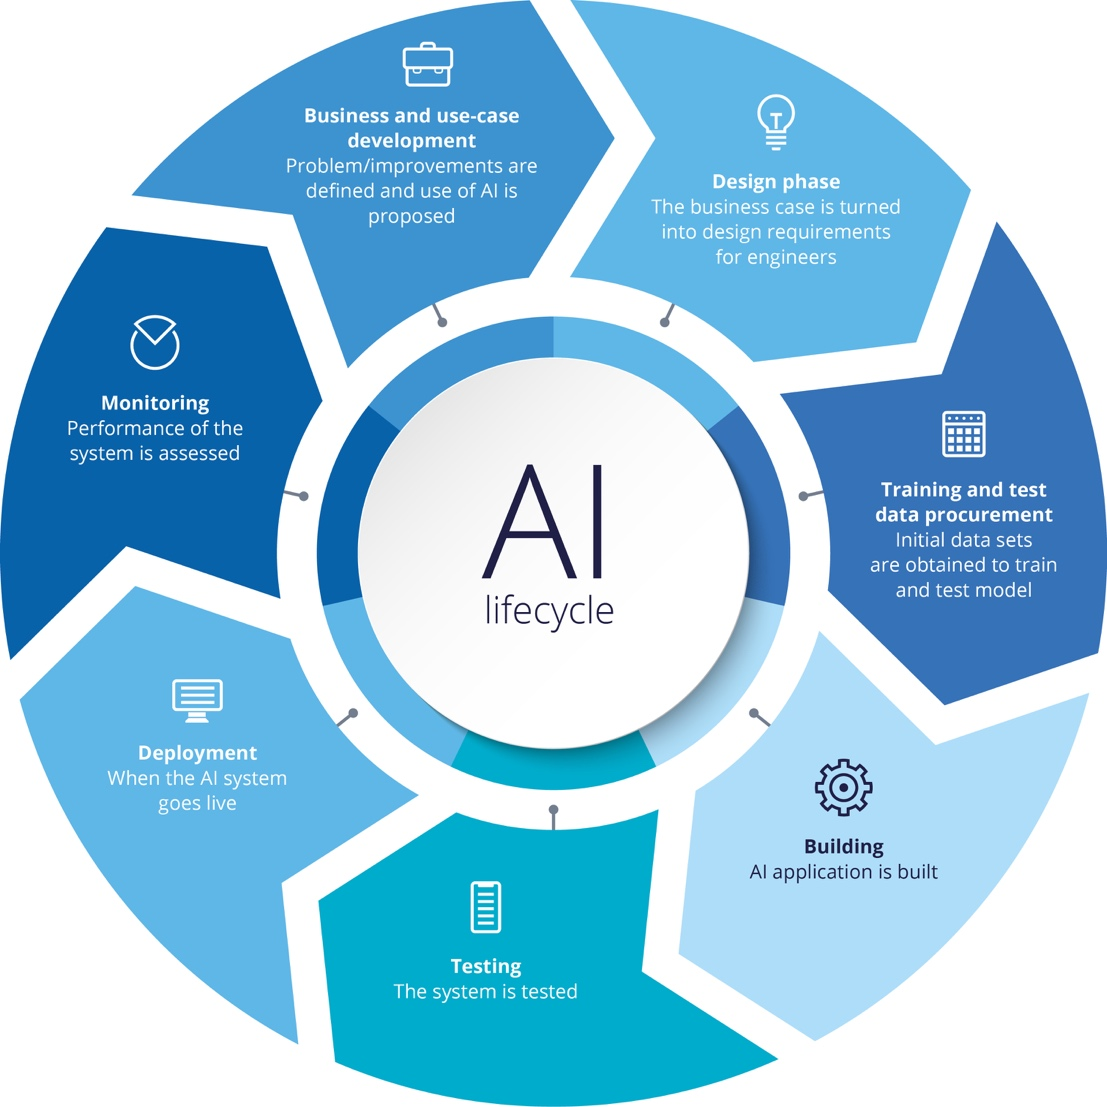 Business and use-case
development
Problem/improvements are
defined and use of AI is
proposed
Design phase
The business case is turned
into design requirements
for engineers
Training and test
data procurement
Initial data sets
are obtained to train
and test model
Building
AI application is built
Testing
The system is tested
Deployment
When the AI system
goes live
Monitoring
Performance of the
system is assessed
AI
lifecycle